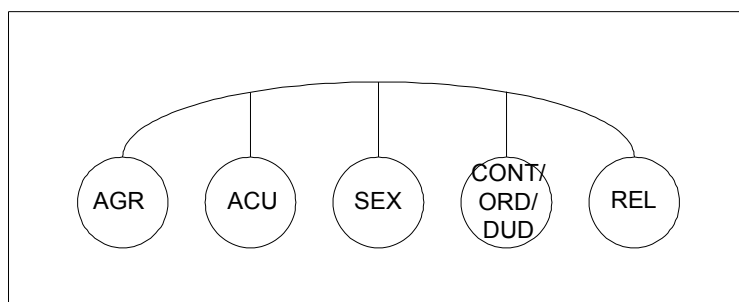 AGR
ACU
SEX
CONT/
ORD/
DUD
REL